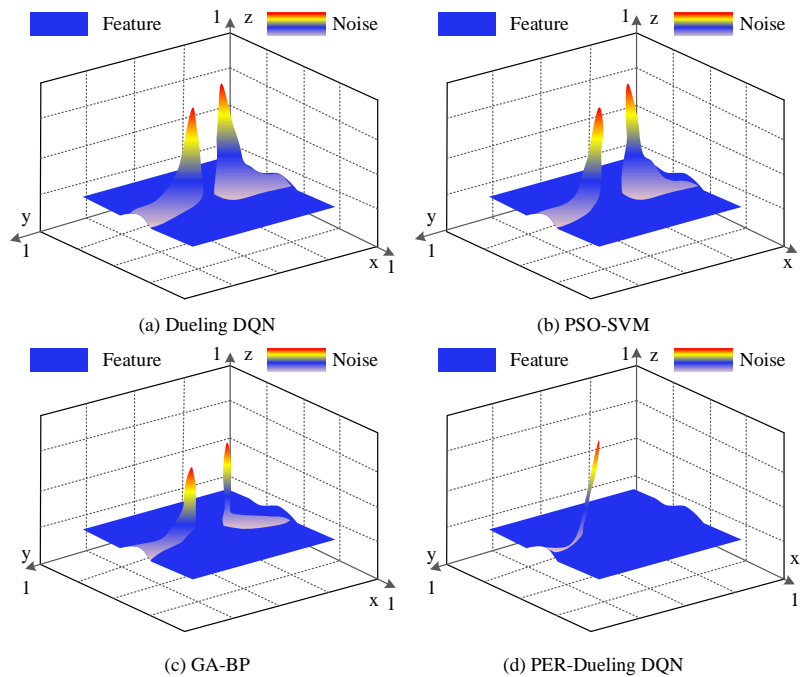 Feature 1 z Noise
y
1
x 1
(a) Dueling DQN
Feature 1 z Noise
y
1
x 1
(b) PSO-SVM
Feature 1 z Noise
y
1
x 1
(c) GA-BP
Feature 1 z Noise
y
1
x
1
(d) PER-Dueling DQN